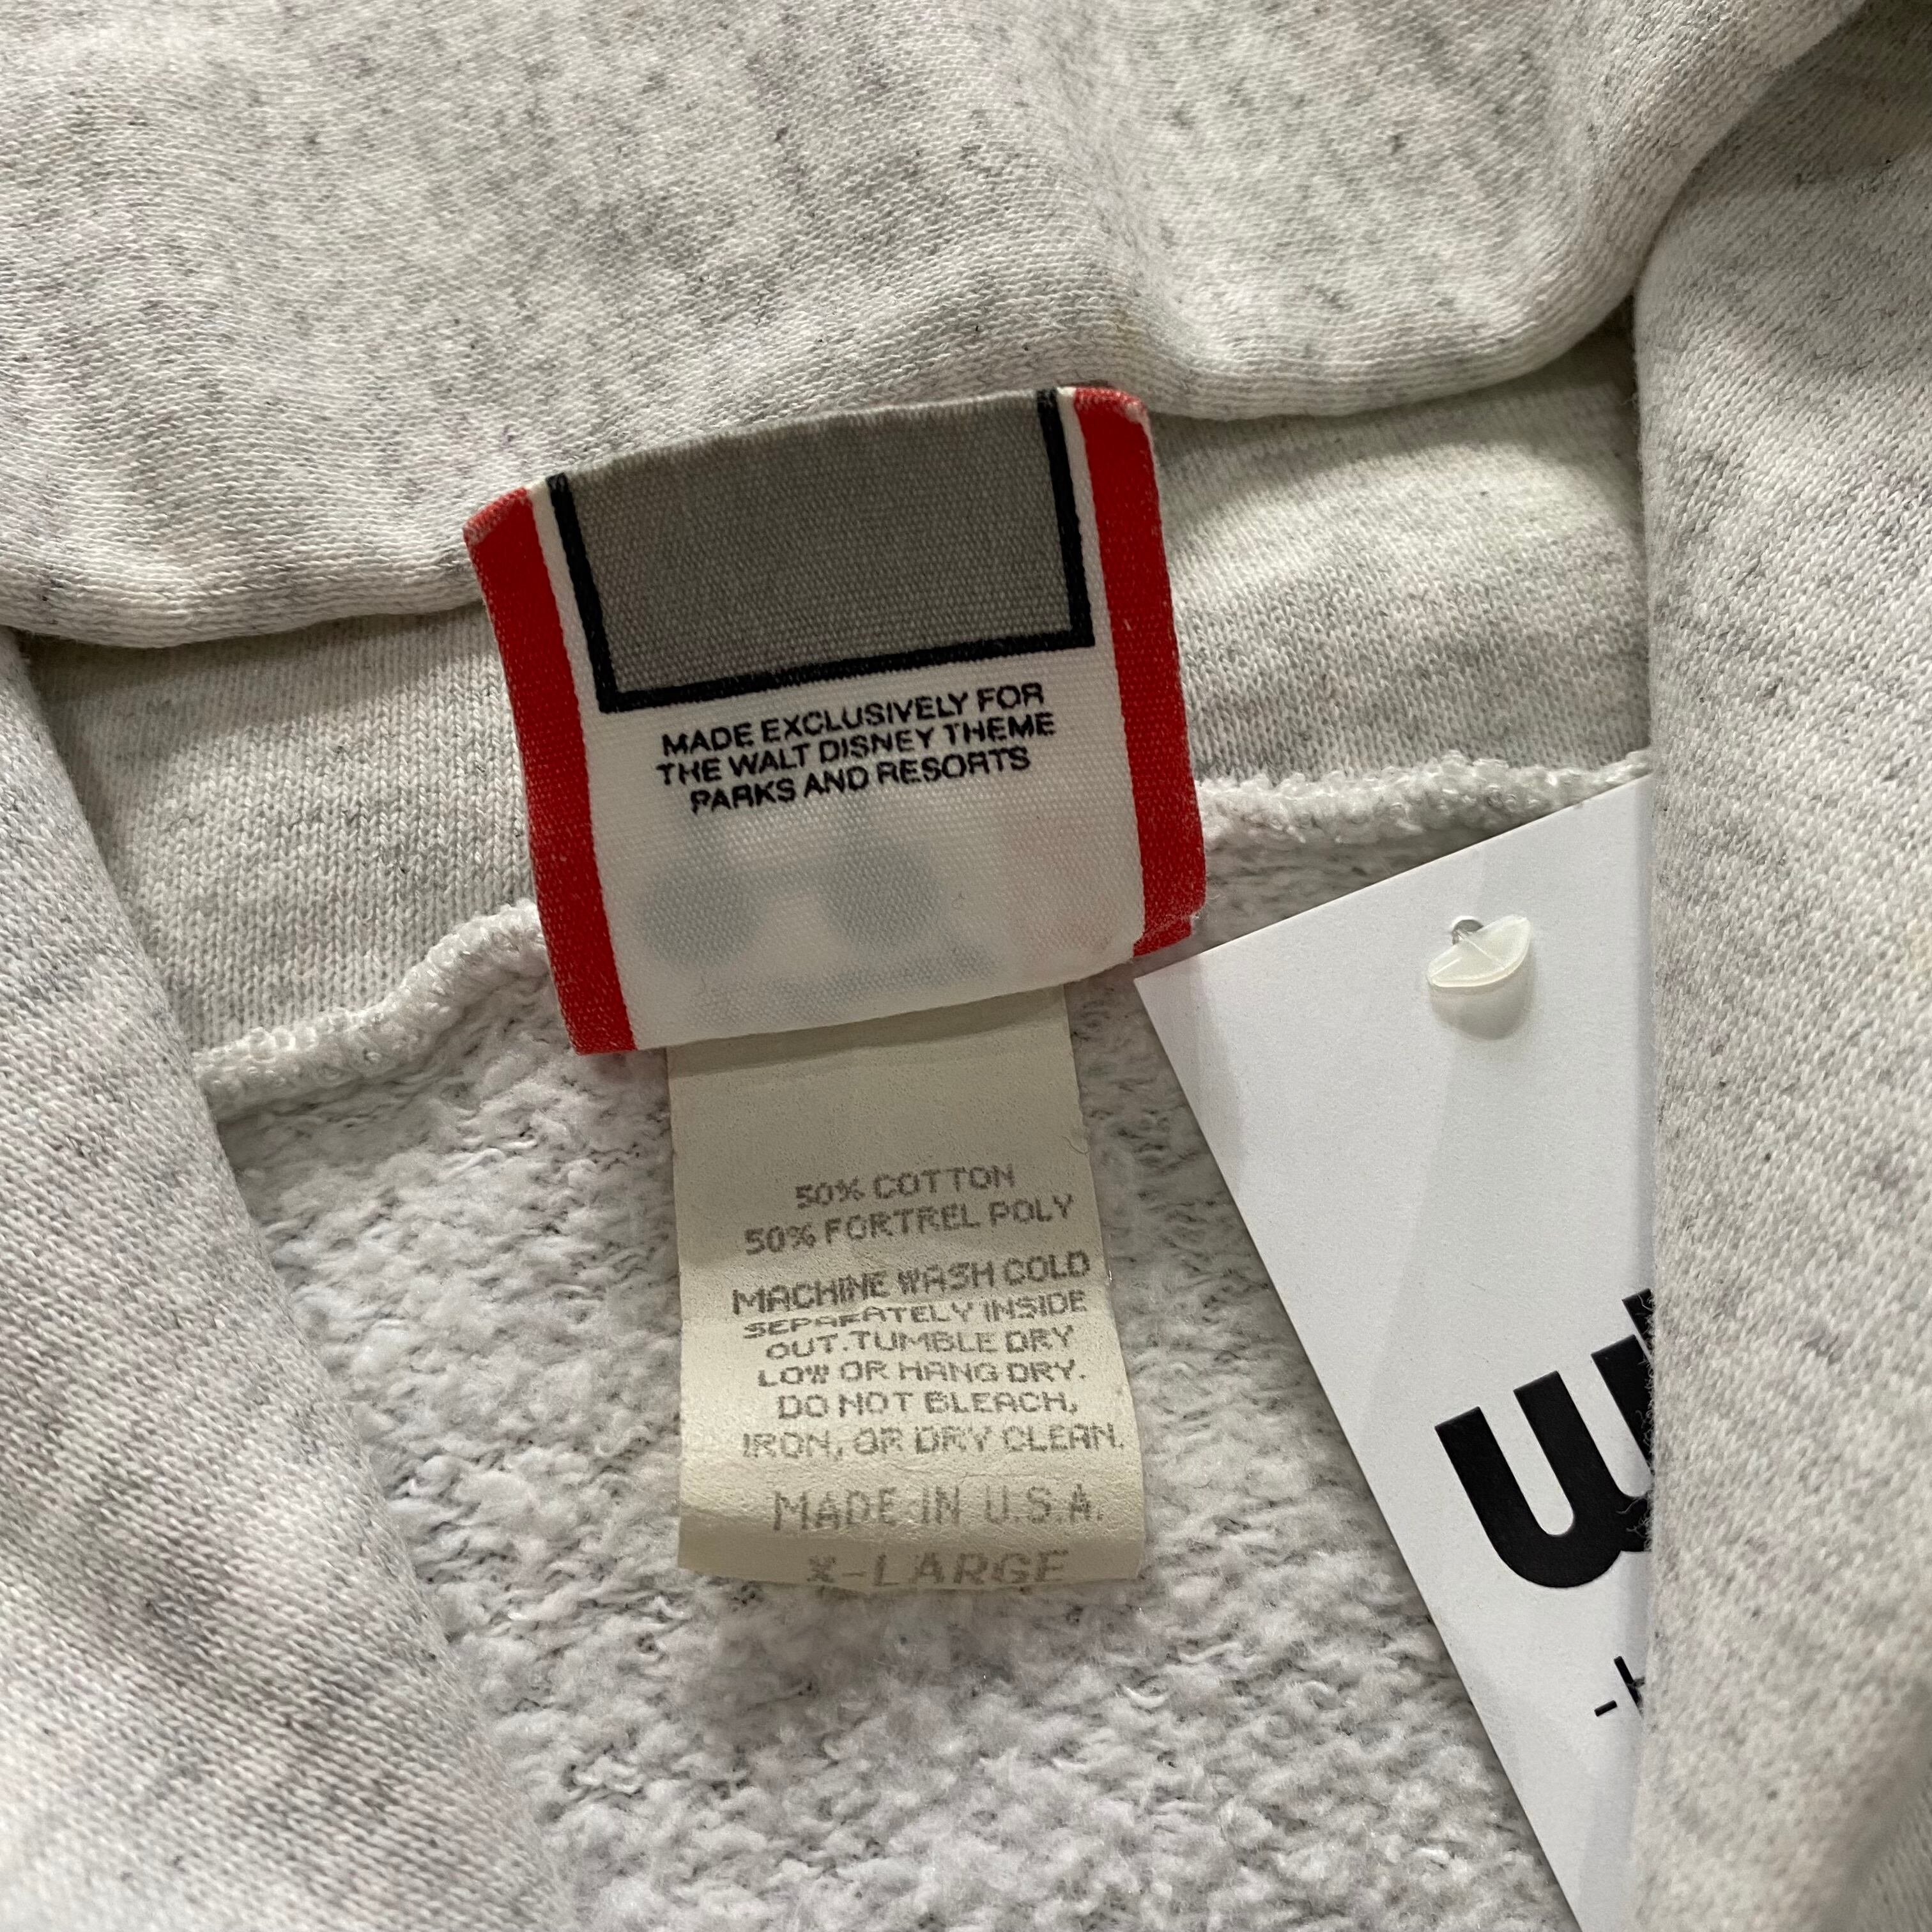 MADE EXCLUSIVELY FOR
THE WALT DISNEY THEME
PARKS AND RESORTS
50% COTTON
50% FORTREL POLY
MACHINE WASH COLD
SEPARATELY INSIDE
OUT.TUMBLE DRY
LOW OR HANG DRY.
DO NOT BLEACH,
IRON, OR DRY CLEAN.
MADE IN U.S.A.
X-LARGE